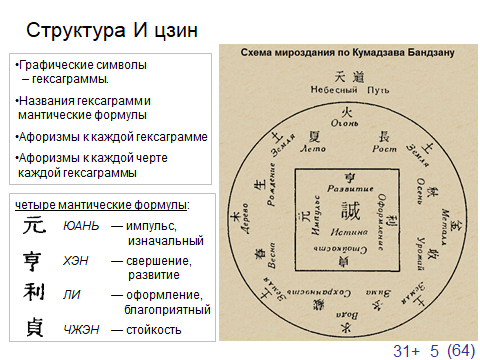 Структура И цзин
•Графические символы
– гексаграммы.
•Названия гексаграмм и
мантические формулы
•Афоризмы к каждой гексаграмме
•Афоризмы к каждой черте
каждой гексаграммы
четыре мантические формулы:
元 ЮАНЬ — импульс,
изначальный
亨 ХЭН — свершение,
развитие
利 ЛИ — оформление,
благоприятный
貞 ЧЖЭН — стойкость
Схема мироздания по Кумадзава Бандзану
天道
Небесный Путь
火
Огонь
土
Земля
夏
Лето
長
Рост
土
Земля
生
Рождение
亨
Развитие
秋
Осень
木
Дерево
元
Импульс
誠
Истина
利
Оформление
金
Металл
春
Весна
Стойкость
貞
收
Урожай
土
Земля
藏
Сохранность
冬
Зима
土
Земля
Вода
水
31+ 5 (64)